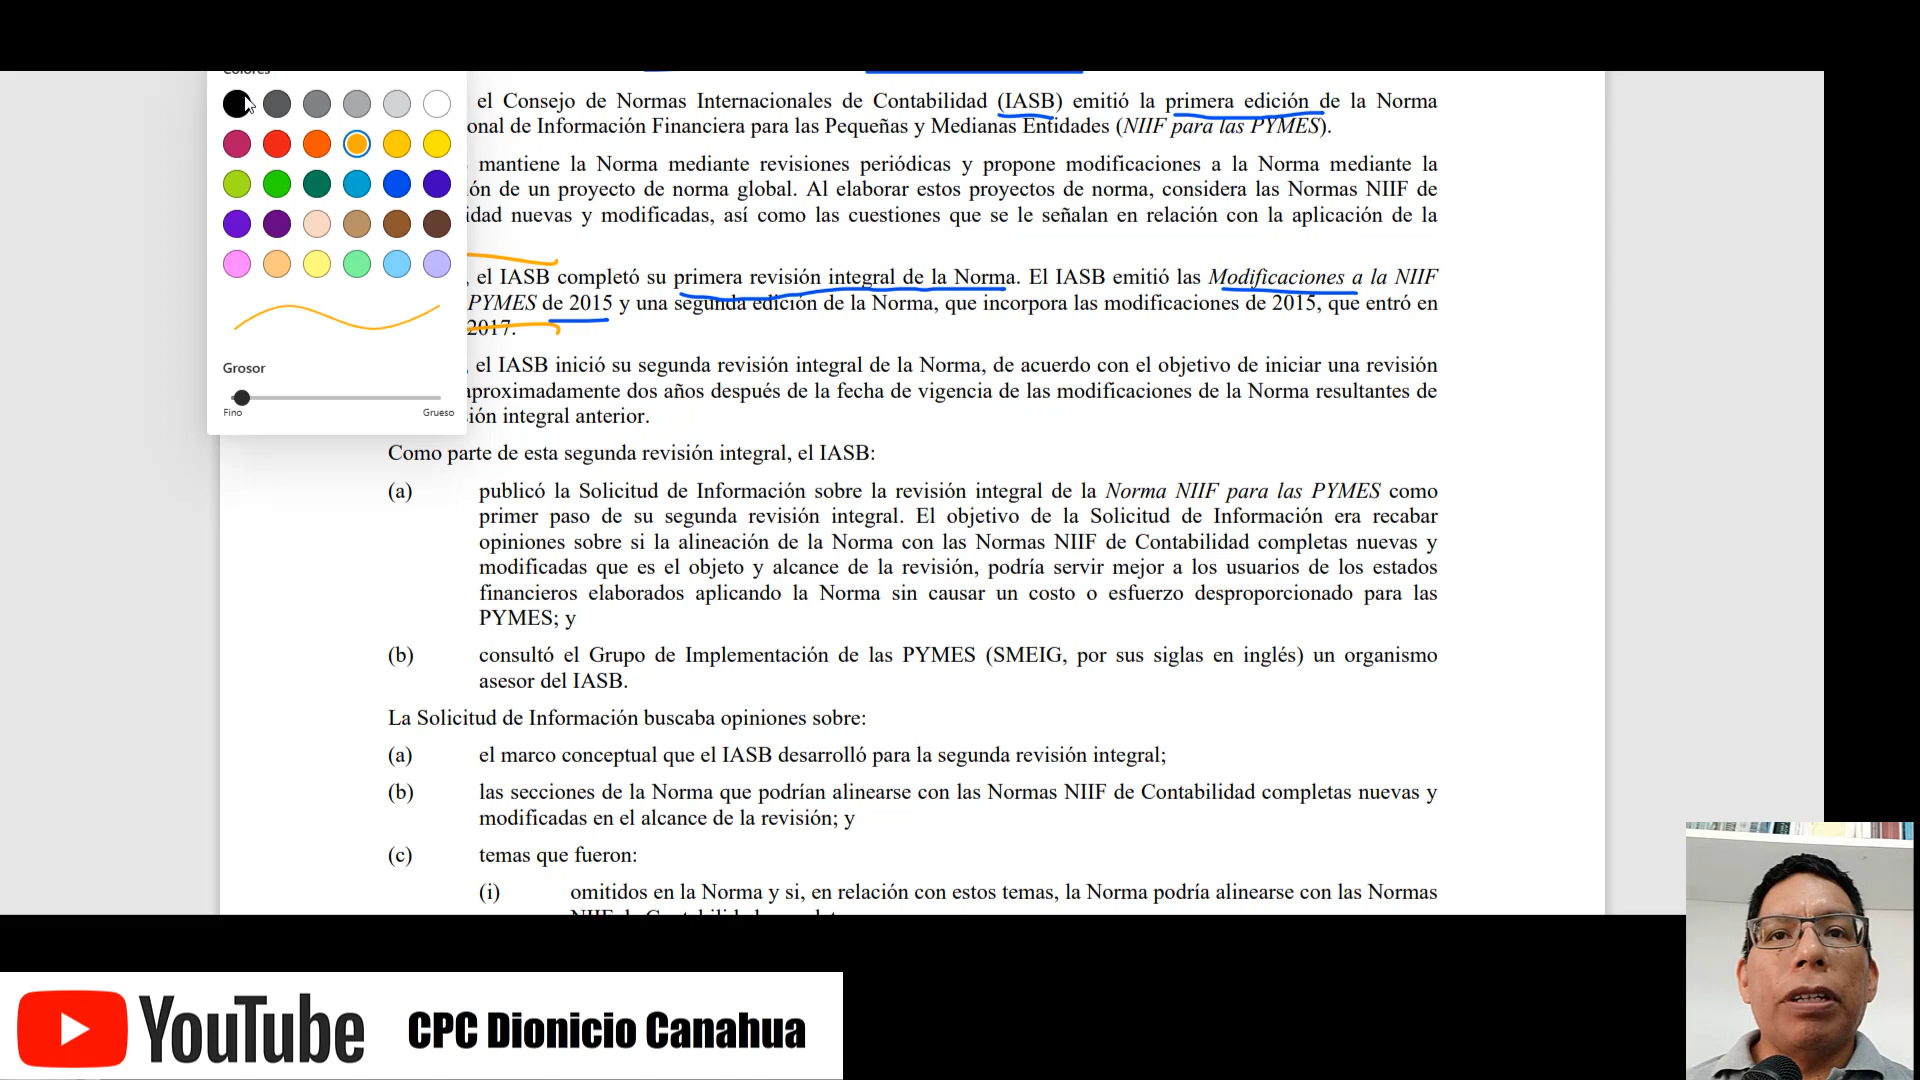 Colores
el Consejo de Normas Internacionales de Contabilidad (IASB) emitió la primera edición de la Norma
onal de Información Financiera para las Pequeñas y Medianas Entidades (NIIF para las PYMES).
mantiene la Norma mediante revisiones periódicas y propone modificaciones a la Norma mediante la
ón de un proyecto de norma global. Al elaborar estos proyectos de norma, considera las Normas NIIF de
idad nuevas y modificadas, así como las cuestiones que se le señalan en relación con la aplicación de la
, el IASB completó su primera revisión integral de la Norma. El IASB emitió las Modificaciones a la NIIF
PYMES de 2015 y una segunda edición de la Norma, que incorpora las modificaciones de 2015, que entró en
2017.
Grosor
Fino
Grueso
, el IASB inició su segunda revisión integral de la Norma, de acuerdo con el objetivo de iniciar una revisión
aproximadamente dos años después de la fecha de vigencia de las modificaciones de la Norma resultantes de
ión integral anterior.
Como parte de esta segunda revisión integral, el IASB:
(a) publicó la Solicitud de Información sobre la revisión integral de la Norma NIIF para las PYMES como
primer paso de su segunda revisión integral. El objetivo de la Solicitud de Información era recabar
opiniones sobre si la alineación de la Norma con las Normas NIIF de Contabilidad completas nuevas y
modificadas que es el objeto y alcance de la revisión, podría servir mejor a los usuarios de los estados
financieros elaborados aplicando la Norma sin causar un costo o esfuerzo desproporcionado para las
PYMES; y
(b) consultó el Grupo de Implementación de las PYMES (SMEIG, por sus siglas en inglés) un organismo
asesor del IASB.
La Solicitud de Información buscaba opiniones sobre:
(a) el marco conceptual que el IASB desarrolló para la segunda revisión integral;
(b) las secciones de la Norma que podrían alinearse con las Normas NIIF de Contabilidad completas nuevas y
modificadas en el alcance de la revisión; y
(c) temas que fueron:
(i) omitidos en la Norma y si, en relación con estos temas, la Norma podría alinearse con las Normas
YouTube CPC Dionicio Canahua